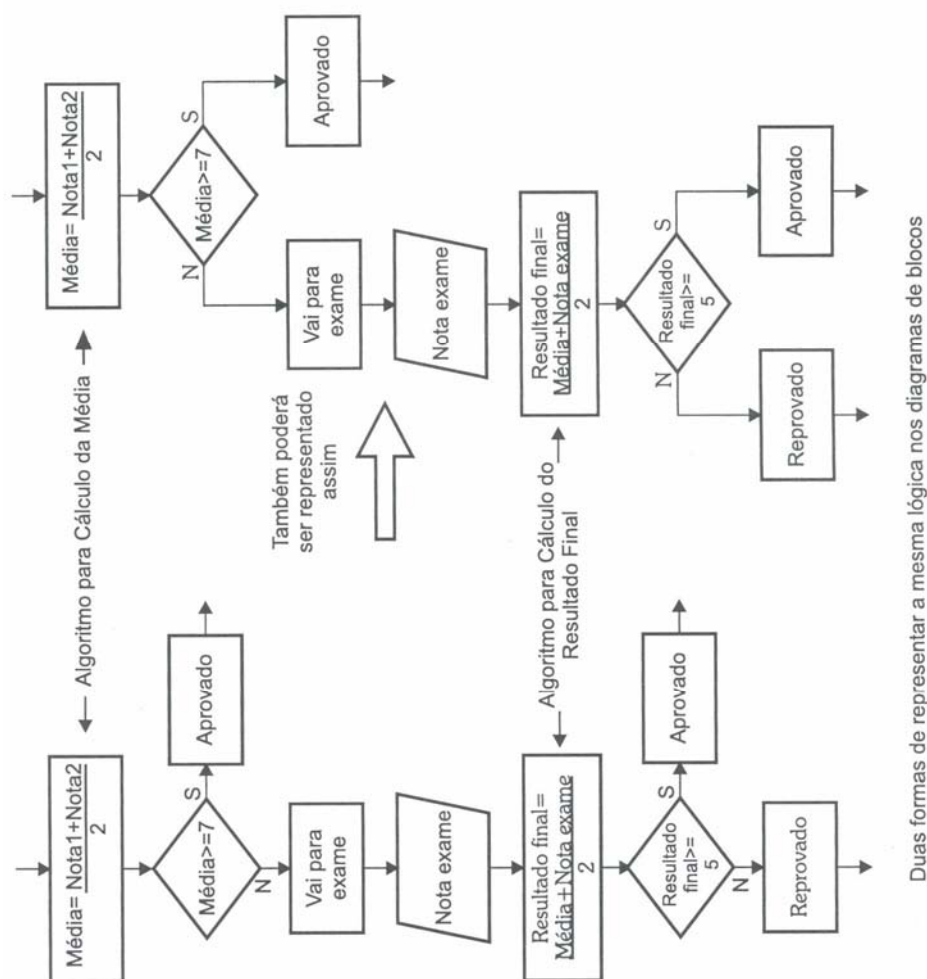 Média= Nota1+Nota2
2
Média>=7
S
Aprovado
N
Vai para
exame
Nota exame
Resultado final=
Média+Nota exame
2
Resultado
final>=
5
S
Aprovado
N
Reprovado
Algoritmo para Cálculo da Média
Também poderá
ser representado
assim
Algoritmo para Cálculo do
Resultado Final
Média= Nota1+Nota2
2
Média>=7
S
Aprovado
N
Vai para
exame
Nota exame
Resultado final=
Média+Nota exame
2
Resultado
final>=
5
S
Aprovado
N
Reprovado
Duas formas de representar a mesma lógica nos diagramas de blocos